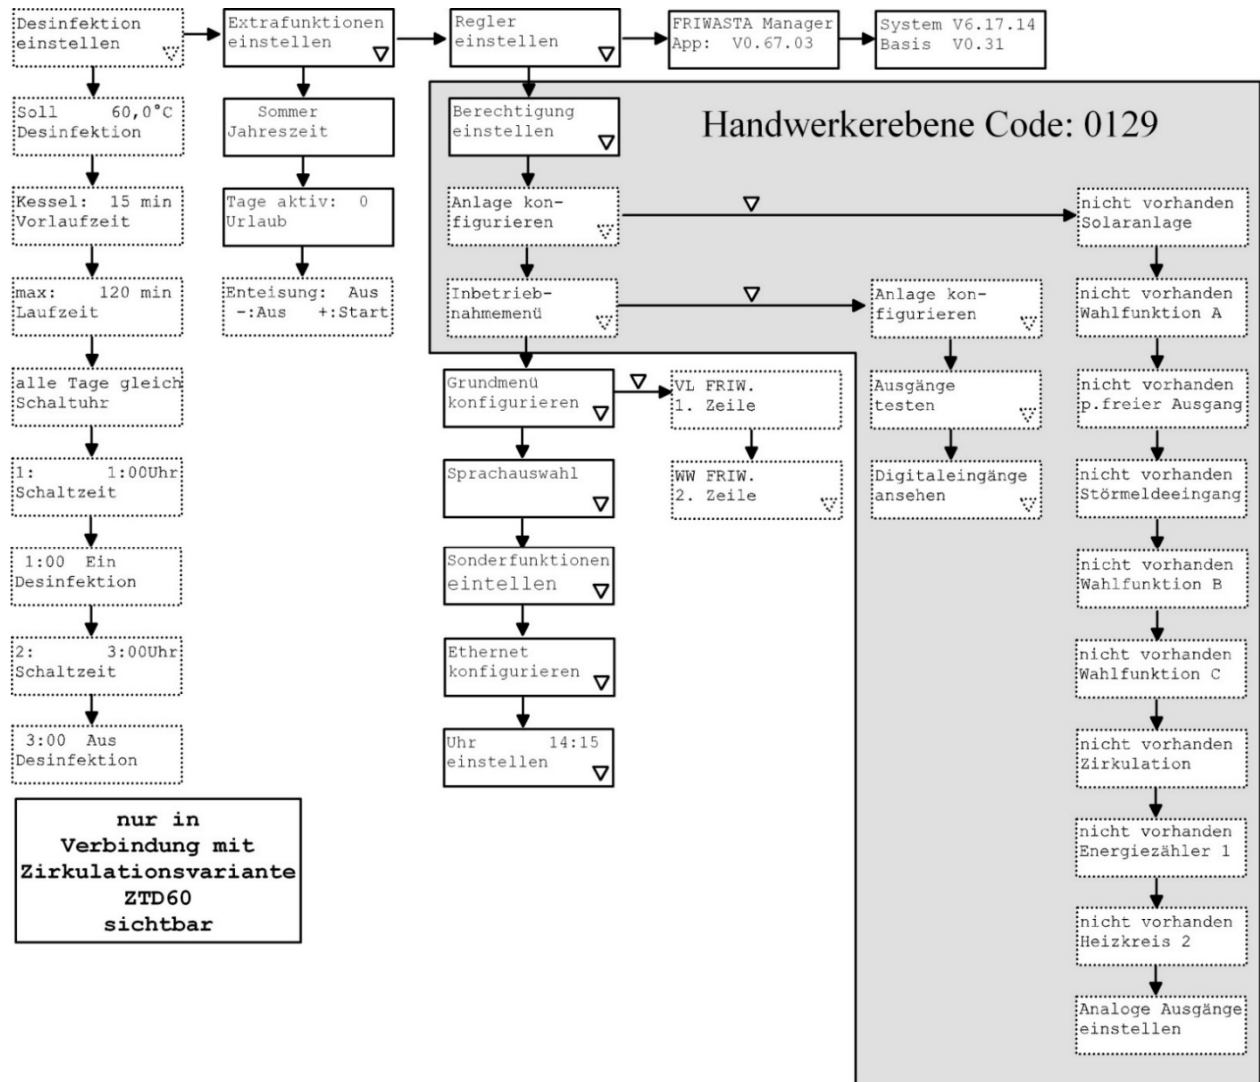 Desinfektion
einstellen
Extrafunktionen
einstellen
Regler
einstellen
FRIWASTA Manager
App: V0.67.03
System V6.17.14
Basis V0.31
Soll 60,0°C
Desinfektion
Kessel: 15 min
Vorlaufzeit
max: 120 min
Laufzeit
alle Tage gleich
Schaltuhr
1: 1:00Uhr
Schaltzeit
1:00 Ein
Desinfektion
2: 3:00Uhr
Schaltzeit
3:00 Aus
Desinfektion
nur in
Verbindung mit
Zirkulationsvariante
ZTD60
sichtbar
Sommer
Jahreszeit
Tage aktiv: 0
Urlaub
Enteisung: Aus
-:Aus +:Start
Handwerkerebene Code: 0129
Berechtigung
einstellen
Anlage kon-
figurieren
Inbetrieb-
nahmemenü
Grundmenü
konfigurieren
Sprachauswahl
Sonderfunktionen
eintellen
Ethernet
konfigurieren
Uhr 14:15
einstellen
VL FRIW.
1. Zeile
WW FRIW.
2. Zeile
Anlage kon-
figurieren
Ausgänge
testen
Digitaleingänge
ansehen
nicht vorhanden
Solaranlage
nicht vorhanden
Wahlfunktion A
nicht vorhanden
p.freier Ausgang
nicht vorhanden
Störmeldeeingang
nicht vorhanden
Wahlfunktion B
nicht vorhanden
Wahlfunktion C
nicht vorhanden
Zirkulation
nicht vorhanden
Energiezähler 1
nicht vorhanden
Heizkreis 2
Analoge Ausgänge
einstellen